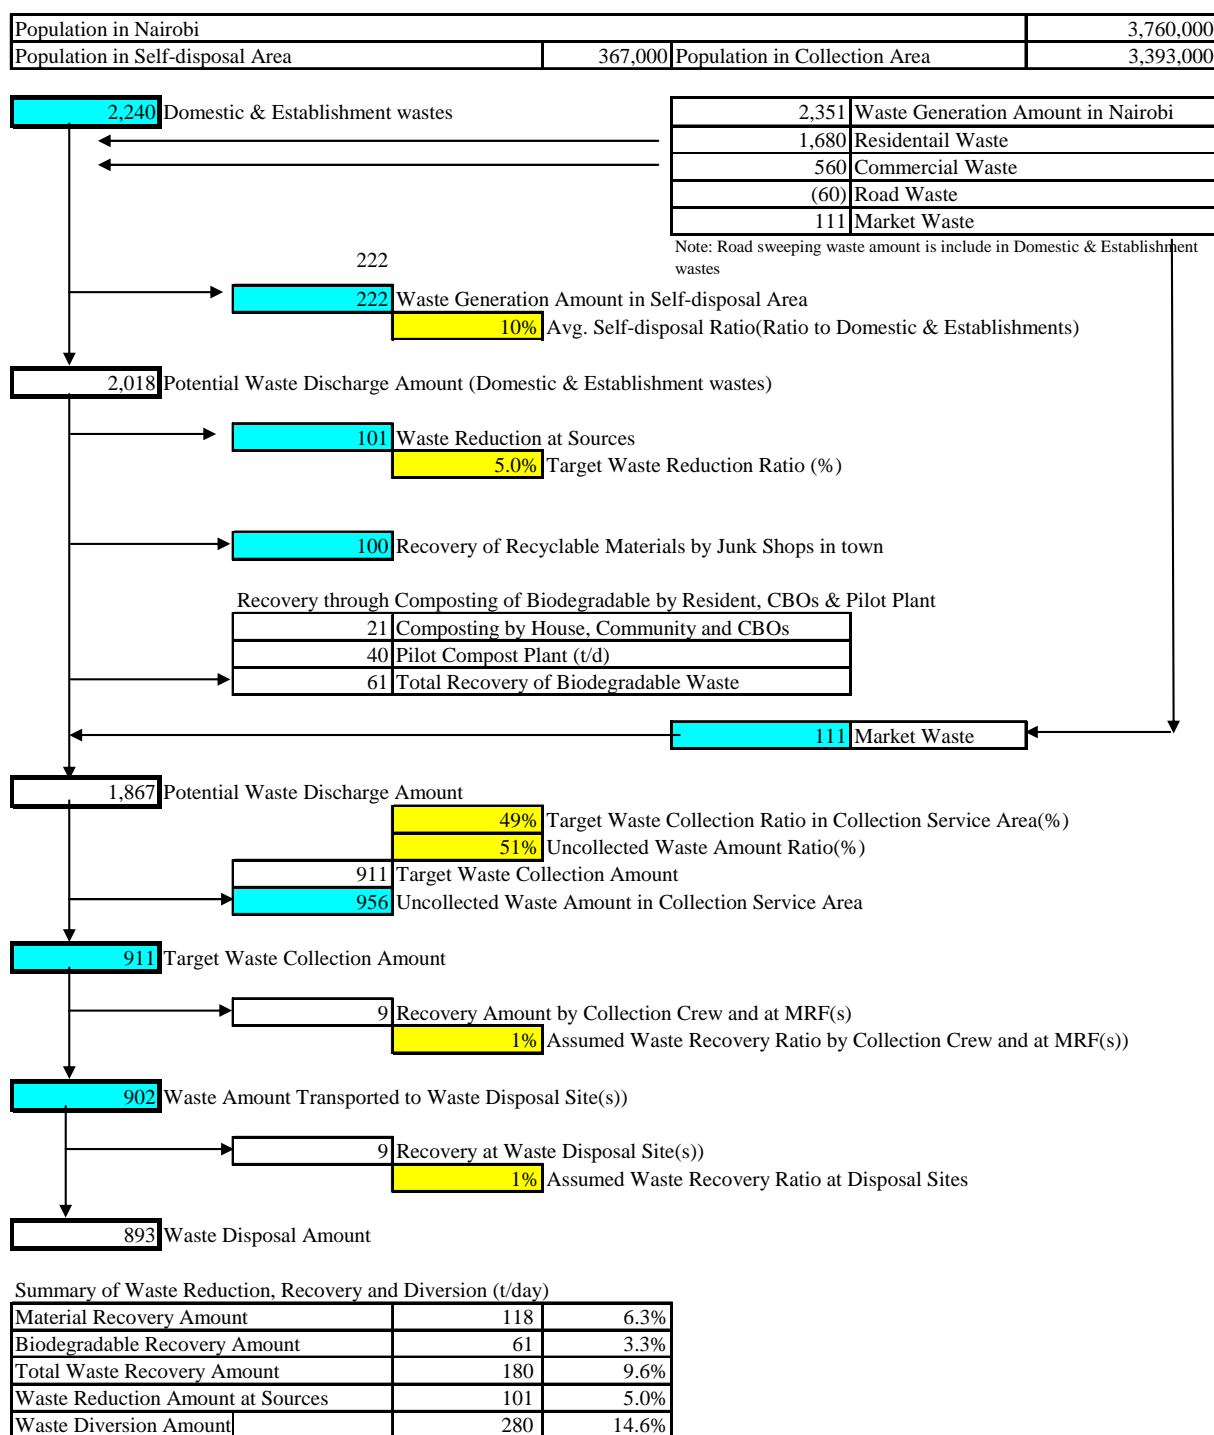 Population in Nairobi 3,760,000
Population in Self-disposal Area 367,000 Population in Collection Area 3,393,000
2,240 Domestic & Establishment wastes
2,351 Waste Generation Amount in Nairobi
1,680 Residentail Waste
560 Commercial Waste
(60) Road Waste
111 Market Waste
Note: Road sweeping waste amount is include in Domestic & Establishment
wastes
222
222 Waste Generation Amount in Self-disposal Area
10% Avg. Self-disposal Ratio(Ratio to Domestic & Establishments)
2,018 Potential Waste Discharge Amount (Domestic & Establishment wastes)
101 Waste Reduction at Sources
5.0% Target Waste Reduction Ratio (%)
100 Recovery of Recyclable Materials by Junk Shops in town
Recovery through Composting of Biodegradable by Resident, CBOs & Pilot Plant
21 Composting by House, Community and CBOs
40 Pilot Compost Plant (t/d)
61 Total Recovery of Biodegradable Waste
111 Market Waste
1,867 Potential Waste Discharge Amount
49% Target Waste Collection Ratio in Collection Service Area(%)
51% Uncollected Waste Amount Ratio(%)
911 Target Waste Collection Amount
956 Uncollected Waste Amount in Collection Service Area
911 Target Waste Collection Amount
9 Recovery Amount by Collection Crew and at MRF(s)
1% Assumed Waste Recovery Ratio by Collection Crew and at MRF(s))
902 Waste Amount Transported to Waste Disposal Site(s))
9 Recovery at Waste Disposal Site(s))
1% Assumed Waste Recovery Ratio at Disposal Sites
893 Waste Disposal Amount
Summary of Waste Reduction, Recovery and Diversion (t/day)
Material Recovery Amount 118 6.3%
Biodegradable Recovery Amount 61 3.3%
Total Waste Recovery Amount 180 9.6%
Waste Reduction Amount at Sources 101 5.0%
Waste Diversion Amount 280 14.6%